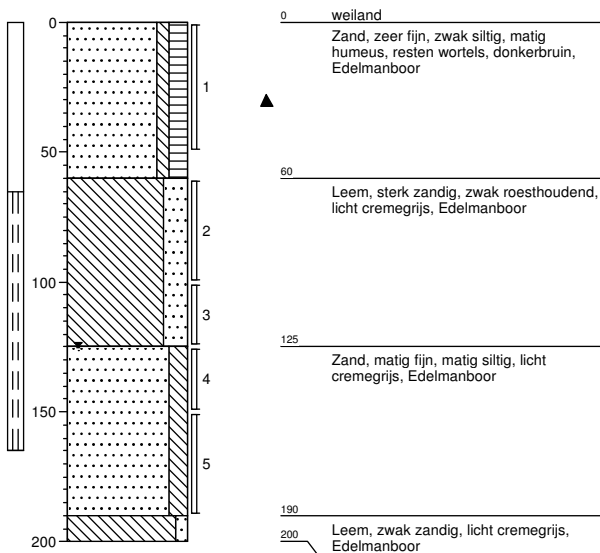 0
50
100
150
200
1
2
3
4
5
0 weiland
Zand, zeer fijn, zwak siltig, matig
humeus, resten wortels, donkerbruin,
Edelmanboor
60
Leem, sterk zandig, zwak roesthoudend,
licht cremegrijs, Edelmanboor
125
Zand, matig fijn, matig siltig, licht
cremegrijs, Edelmanboor
190
Leem, zwak zandig, licht cremegrijs,
200
Edelmanboor